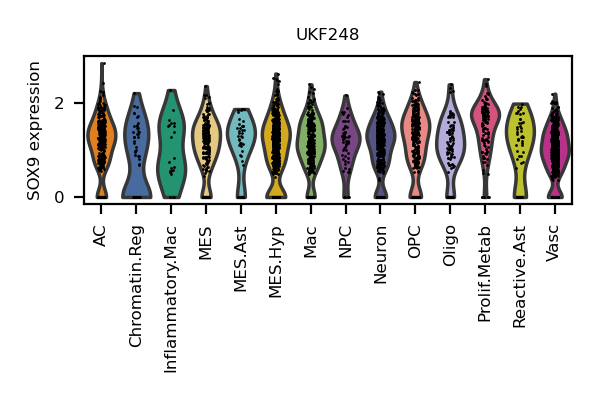 UKF248
SOX9 expression
2
0
AC
Chromatin.Reg
Inflammatory.Mac
MES
MES.Ast
MES.Hyp
Mac
NPC
Neuron
OPC
Oligo
Prolif.Metab
Reactive.Ast
Vasc